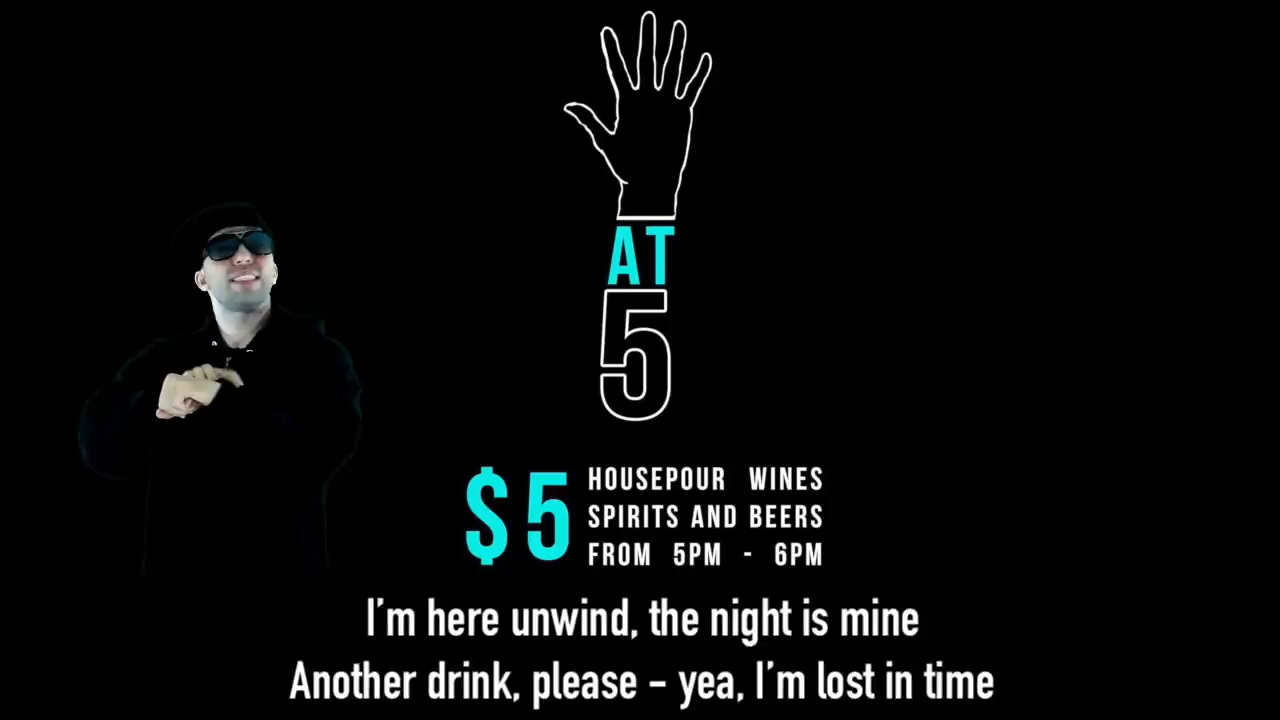 AT
5
$5
HOUSEPOUR WINES
SPIRITS AND BEERS
FROM 5PM - 6PM
I'm here unwind, the night is mine
Another drink, please - yea, I'm lost in time